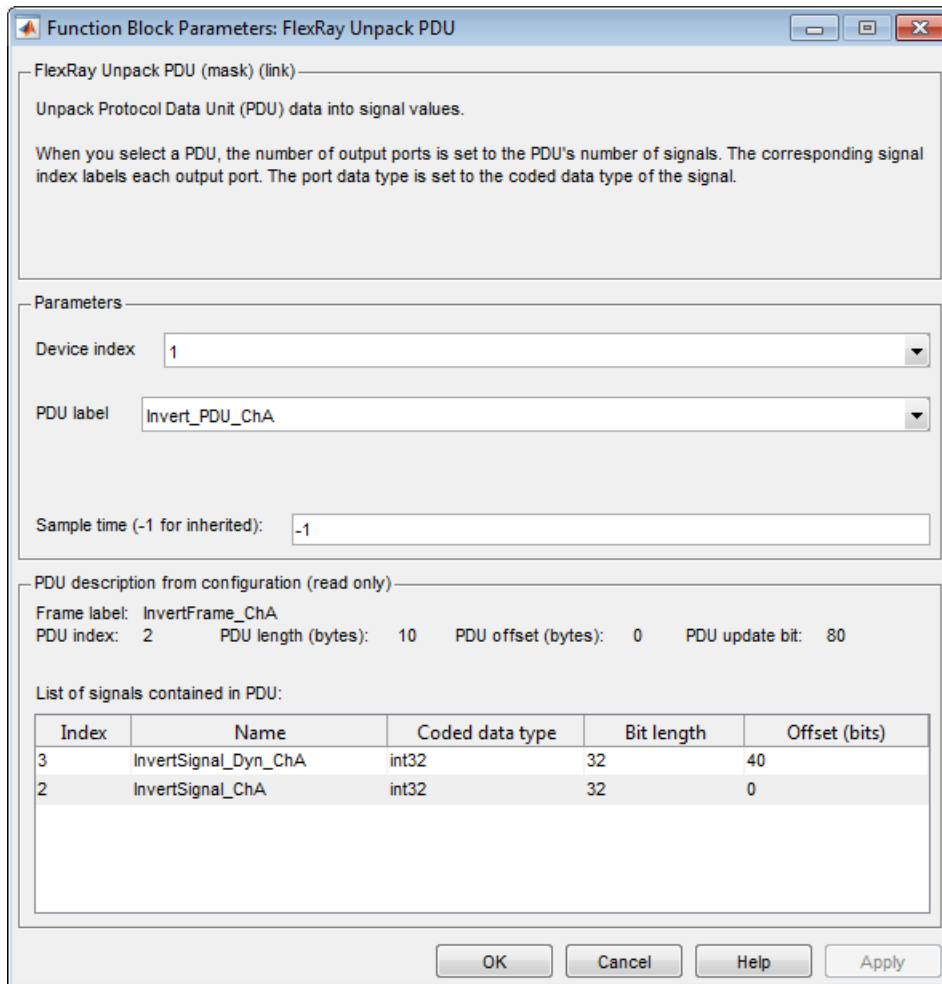 Function Block Parameters: FlexRay Unpack PDU
FlexRay Unpack PDU (mask) (link)
Unpack Protocol Data Unit (PDU) data into signal values.
When you select a PDU, the number of output ports is set to the PDU's number of signals. The corresponding signal
index labels each output port. The port data type is set to the coded data type of the signal.
Parameters
Device index 1
PDU label Invert_PDU_ChA
Sample time (-1 for inherited): -1
PDU description from configuration (read only)
Frame label: InvertFrame_ChA
PDU index: 2 PDU length (bytes): 10 PDU offset (bytes): 0 PDU update bit: 80
List of signals contained in PDU:
Index Name Coded data type Bit length Offset (bits)
3 InvertSignal_Dyn_ChA int32 32 40
2 InvertSignal_ChA int32 32 0
OK Cancel Help Apply